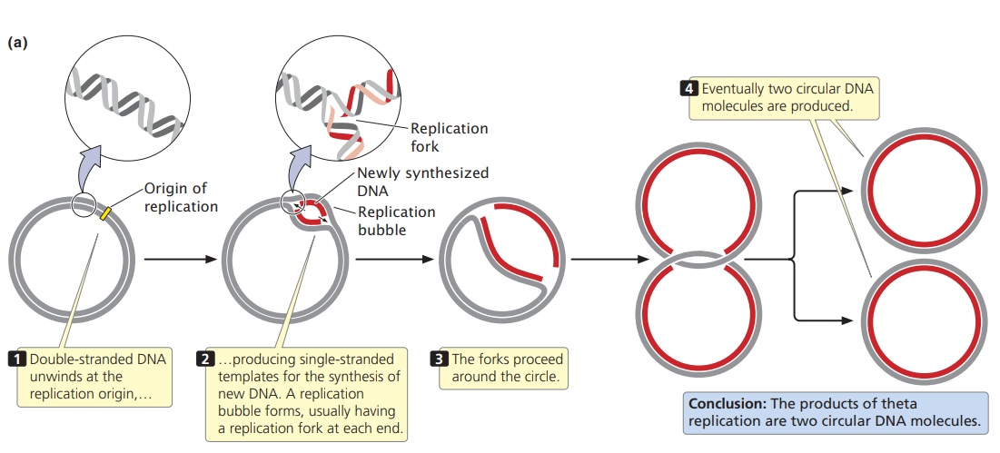 (a)
Replication
fork
Newly synthesized
DNA
Replication
bubble
Origin of
replication
1 Double-stranded DNA
unwinds at the
replication origin,…
2 …producing single-stranded
templates for the synthesis of
new DNA. A replication
bubble forms, usually having
a replication fork at each end.
3 The forks proceed
around the circle.
4 Eventually two circular DNA
molecules are produced.
Conclusion: The products of theta
replication are two circular DNA molecules.